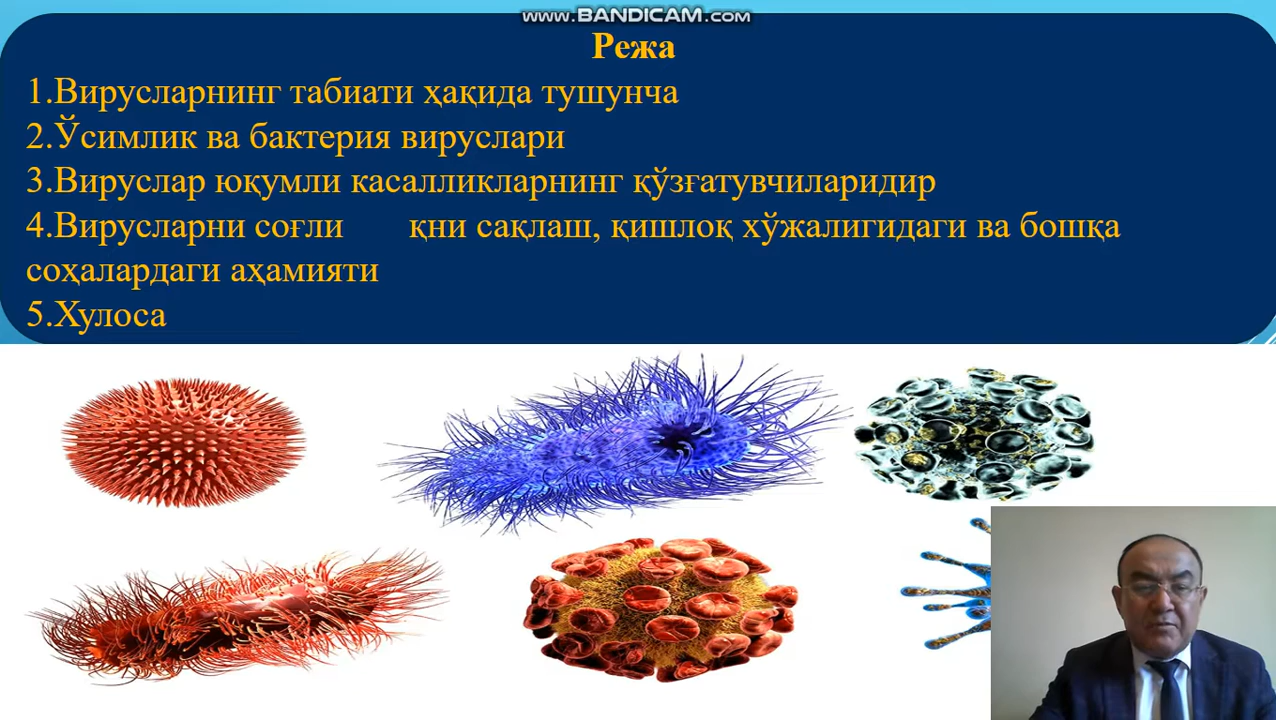 www.BANDICAM.com
Режа
1.Вирусларнинг табиати ҳақида тушунча
2.Ўсимлик ва бактерия вируслари
3.Вируслар юқумли касалликларнинг қўзғатувчиларидир
4.Вирусларни соғли қни сақлаш, қишлоқ хўжалигидаги ва бошқа
соҳалардаги аҳамияти
5.Хулоса